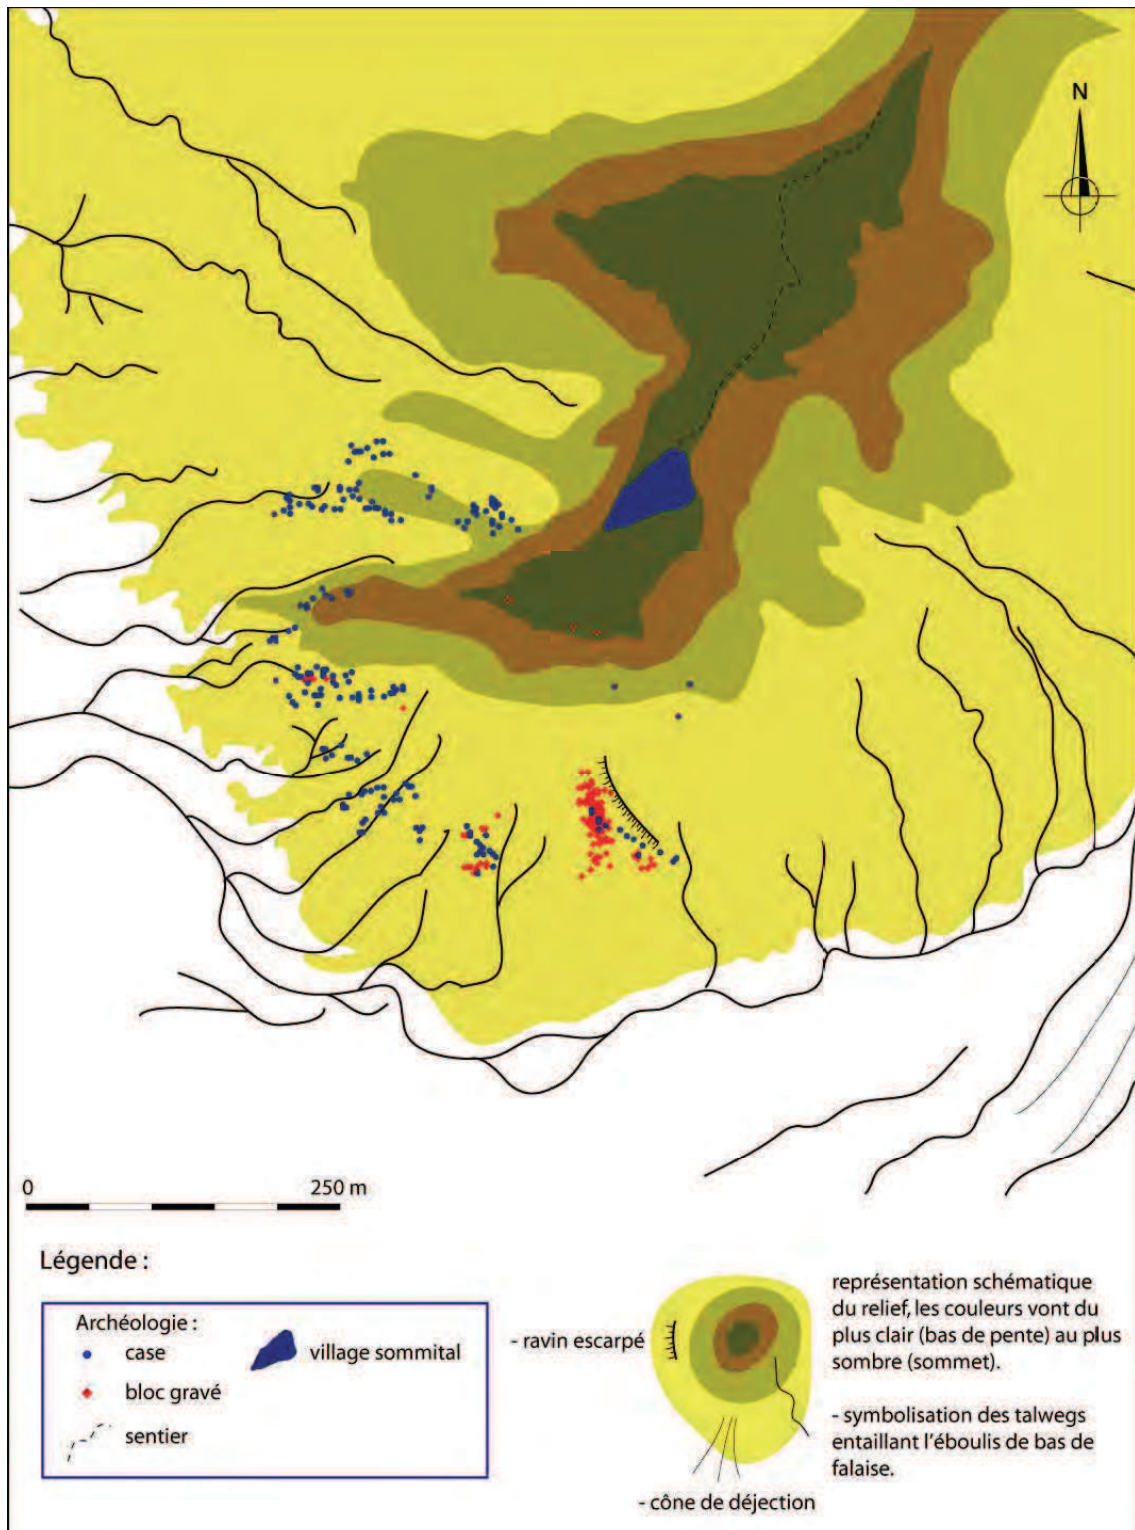 N
0 250 m
Légende :
Archéologie :
case
village sommital
bloc gravé
sentier
- ravin escarpé
représentation schématique
du relief, les couleurs vont du
plus clair (bas de pente) au plus
sombre (sommet).
- symbolisation des talwegs
entaillant l'éboulis de bas de
falaise.
- cône de déjection